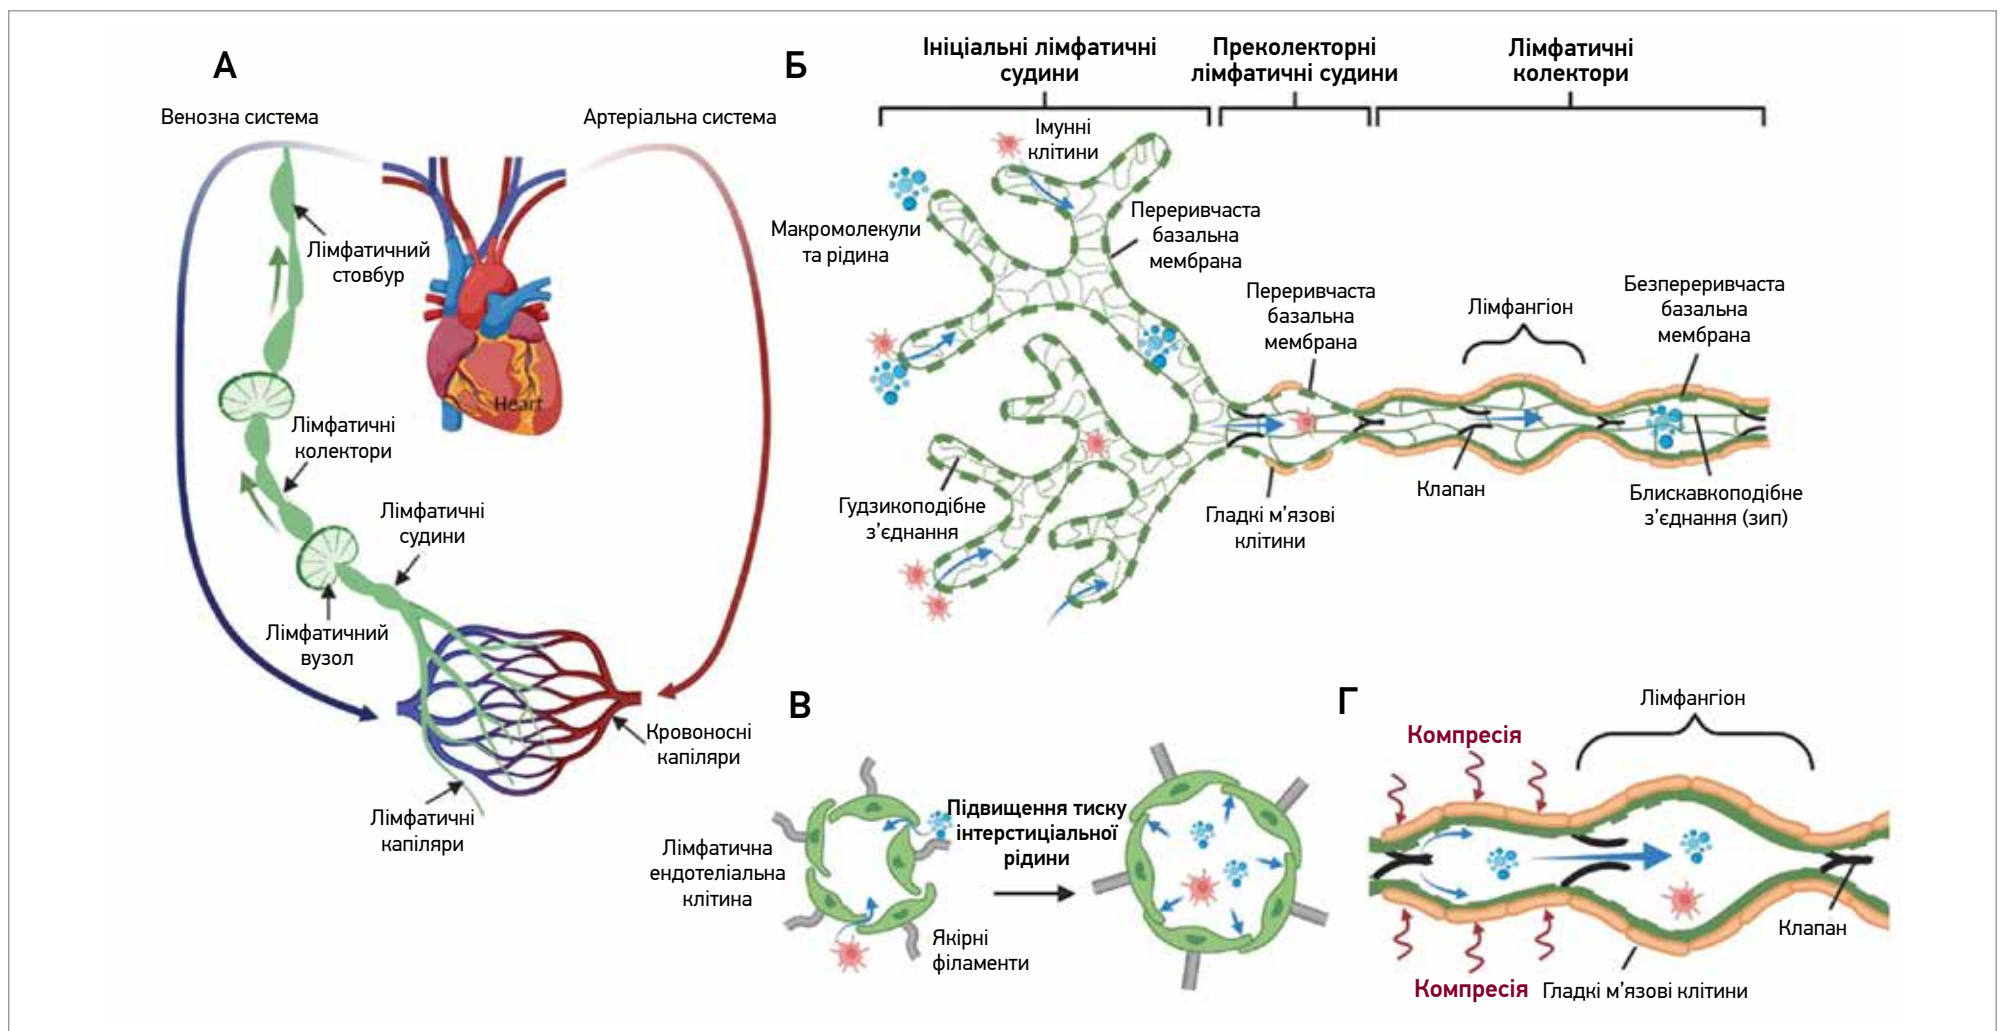 А
Венозна система
Артеріальна система
Лімфатичний
стовбур
Heart
Лімфатичні
колектори
Лімфатичні
судини
Лімфатичний
вузол
Кровоносні
капіляри
Лімфатичні
капіляри
Б
Ініціальні лімфатичні
судини
Преколекторні
лімфатичні судини
Лімфатичні
колектори
Імунні
клітини
Макромолекули
та рідина
Переривчаста
базальна
мембрана
Переривчаста
базальна
мембрана
Лімфангіон
Безпереривчаста
базальна
мембрана
Гудзикоподібне
з’єднання
Гладкі м’язові
клітини
Клапан
Блискавкоподібне
з’єднання (зип)
В
Лімфатична
ендотеліальна
клітина
Підвищення тиску
інтерстиціальної
рідини
Якірні
філаменти
Г
Лімфангіон
Компресія
Клапан
Компресія
Гладкі м’язові клітини